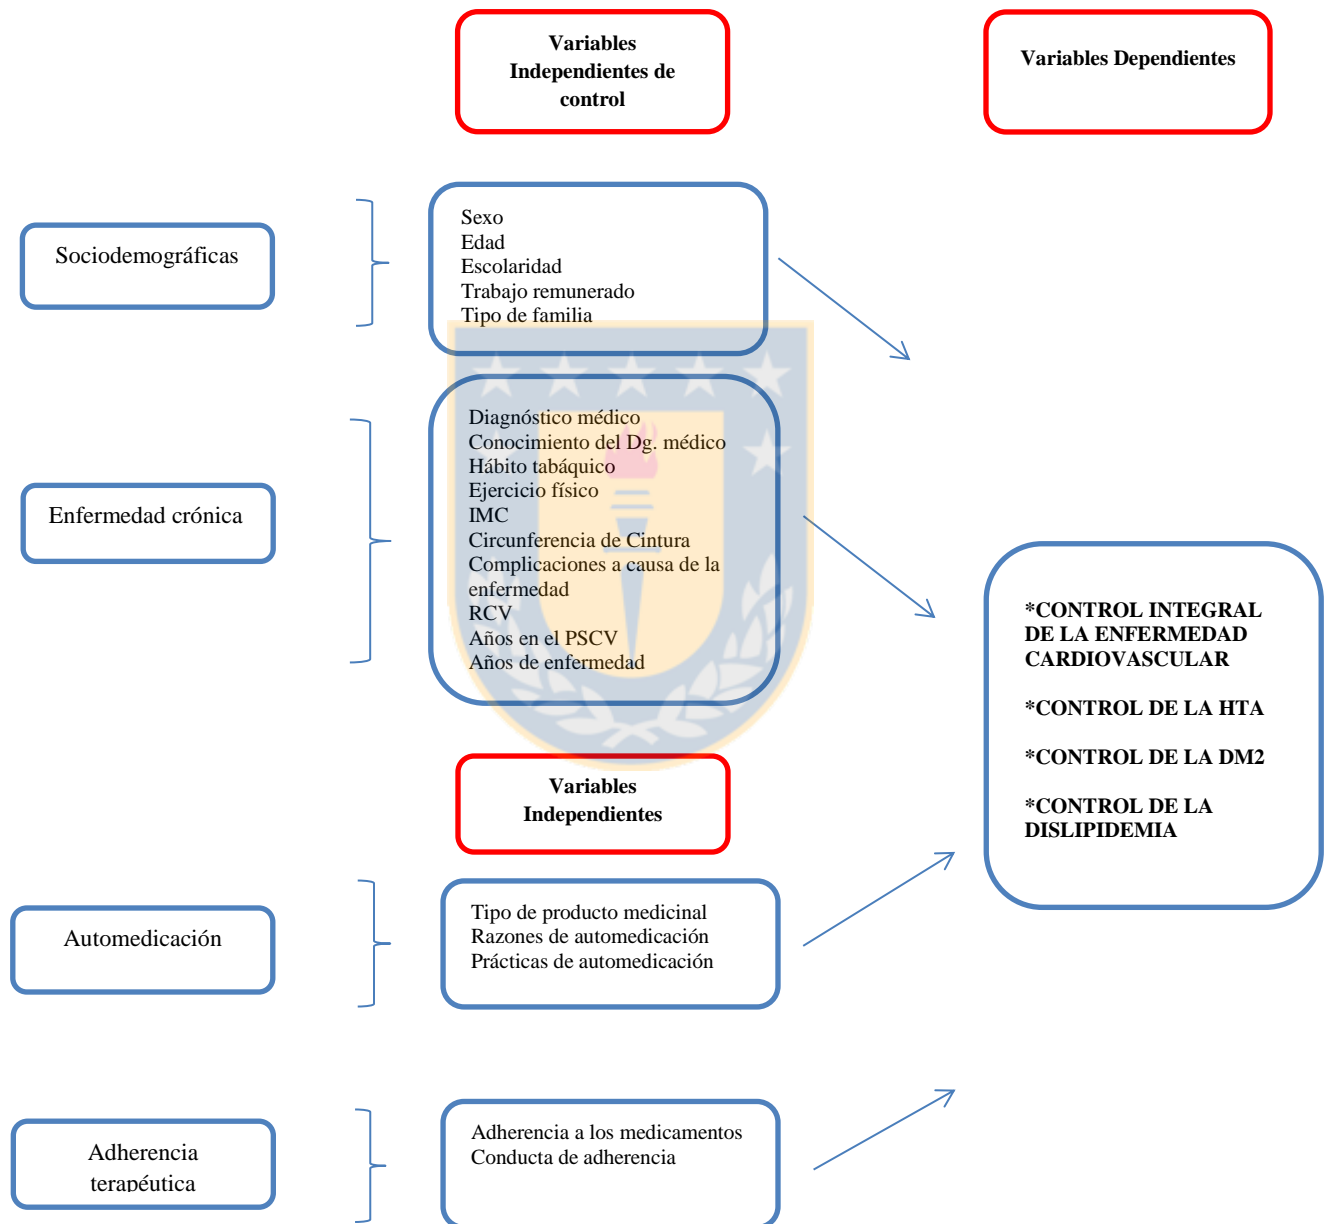 Variables
Independientes de
control
Variables Dependientes
Sociodemográficas
Sexo
Edad
Escolaridad
Trabajo remunerado
Tipo de familia
Enfermedad crónica
Diagnóstico médico
Conocimiento del Dg. médico
Hábito tabáquico
Ejercicio físico
IMC
Circunferencia de Cintura
Complicaciones a causa de la
enfermedad
RCV
Años en el PSCV
Años de enfermedad
*CONTROL INTEGRAL
DE LA ENFERMEDAD
CARDIOVASCULAR
*CONTROL DE LA HTA
*CONTROL DE LA DM2
*CONTROL DE LA
DISLIPIDEMIA
Variables
Independientes
Automedicación
Tipo de producto medicinal
Razones de automedicación
Prácticas de automedicación
Adherencia
terapéutica
Adherencia a los medicamentos
Conducta de adherencia